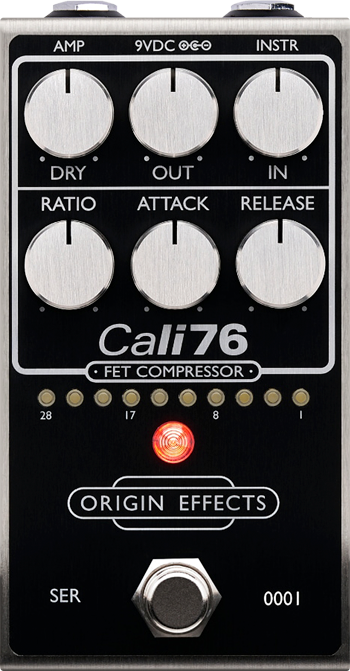 AMP 9VDC INSTR
DRY OUT IN
RATIO ATTACK RELEASE
Cali76
• FET COMPRESSOR •
28 17 8 1
ORIGIN EFFECTS
SER 0001